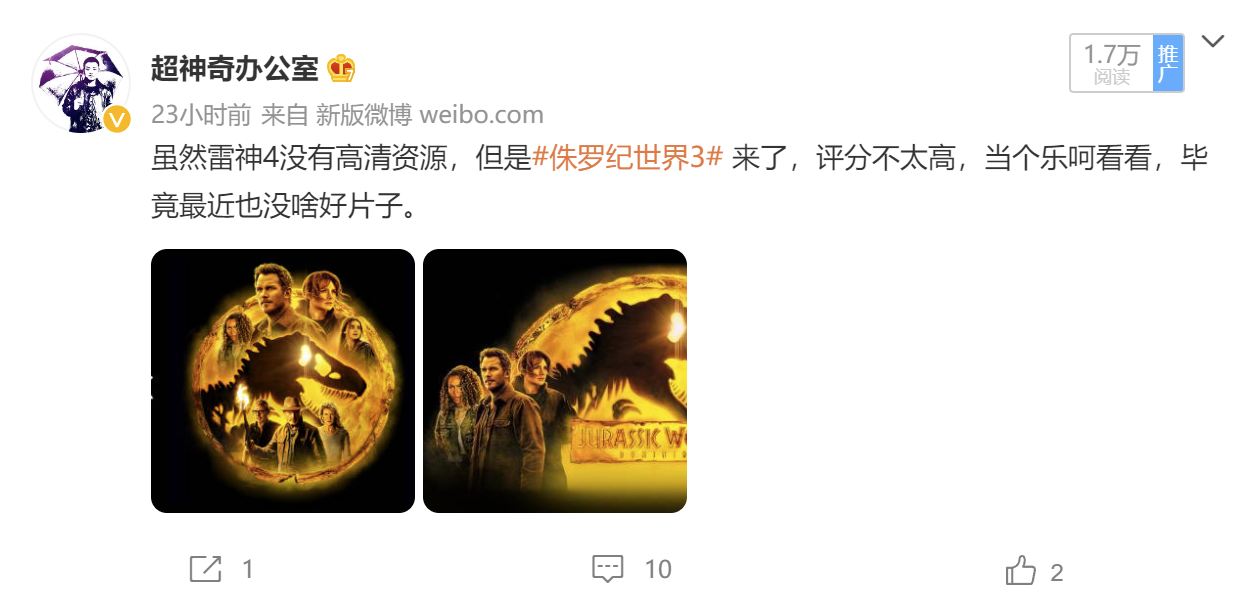 超神奇办公室
1.7万
阅读
推广
23小时前 来自 新版微博 weibo.com
虽然雷神4没有高清资源，但是#侏罗纪世界3# 来了，评分不太高，当个乐呵看看，毕
竟最近也没啥好片子。
JURASSIC WO
DOMINI
1
10
2